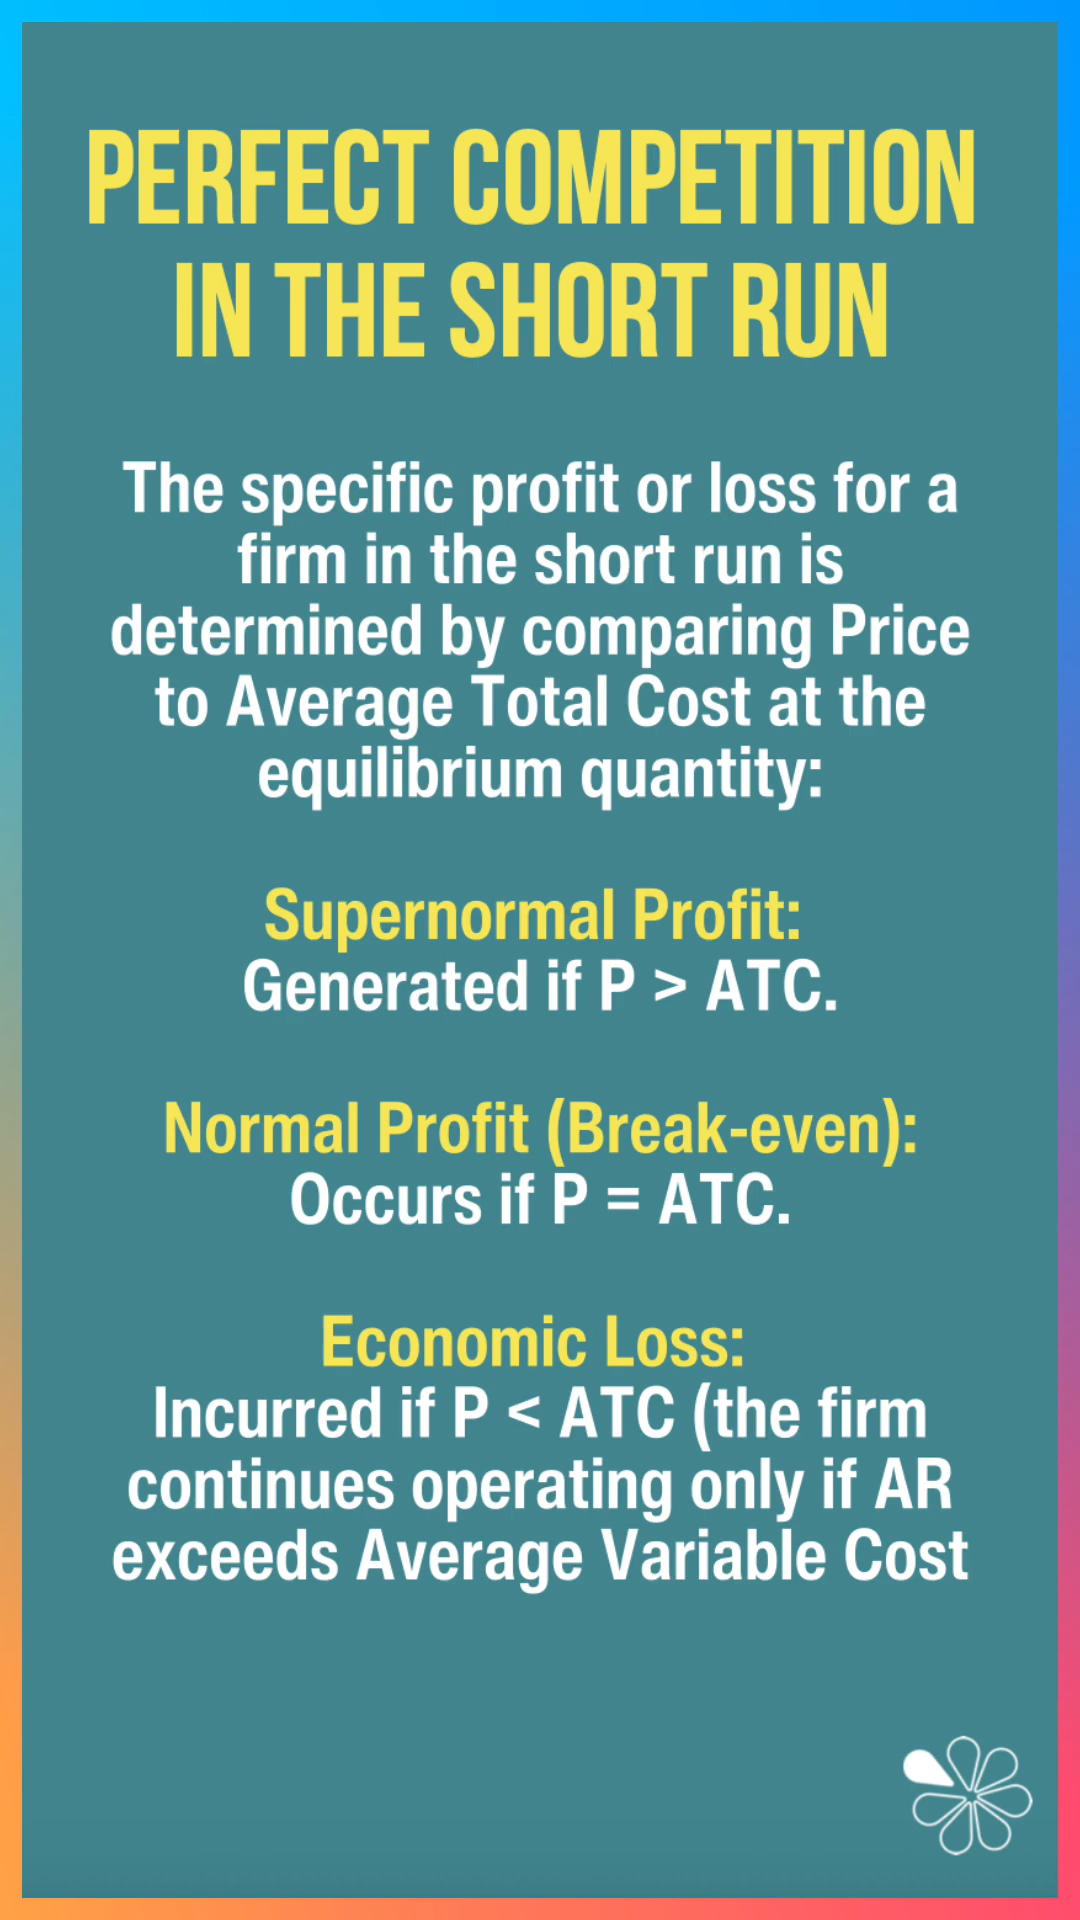 PERFECT COMPETITION
IN THE SHORT RUN
The specific profit or loss for a
firm in the short run is
determined by comparing Price
to Average Total Cost at the
equilibrium quantity:
Supernormal Profit:
Generated if P > ATC.
Normal Profit (Break-even):
Occurs if P = ATC.
Economic Loss:
Incurred if P < ATC (the firm
continues operating only if AR
exceeds Average Variable Cost